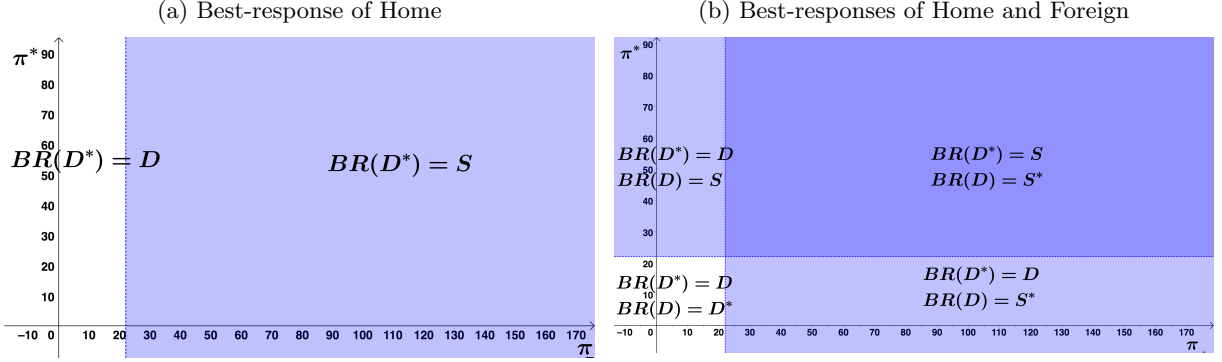 (a) Best-response of Home
π*
90
80
70
60
50
40
30
20
10
BR(D*) = D
BR(D*) = S
−10 0 10 20 30 40 50 60 70 80 90 100 110 120 130 140 150 160 170
π
(b) Best-responses of Home and Foreign
π*
90
80
70
60
50
40
30
20
10
BR(D*) = D
BR(D) = S
BR(D*) = S
BR(D) = S*
BR(D*) = D
BR(D) = D*
BR(D*) = D
BR(D) = S*
−10 0 10 20 30 40 50 60 70 80 90 100 110 120 130 140 150 160 170
π